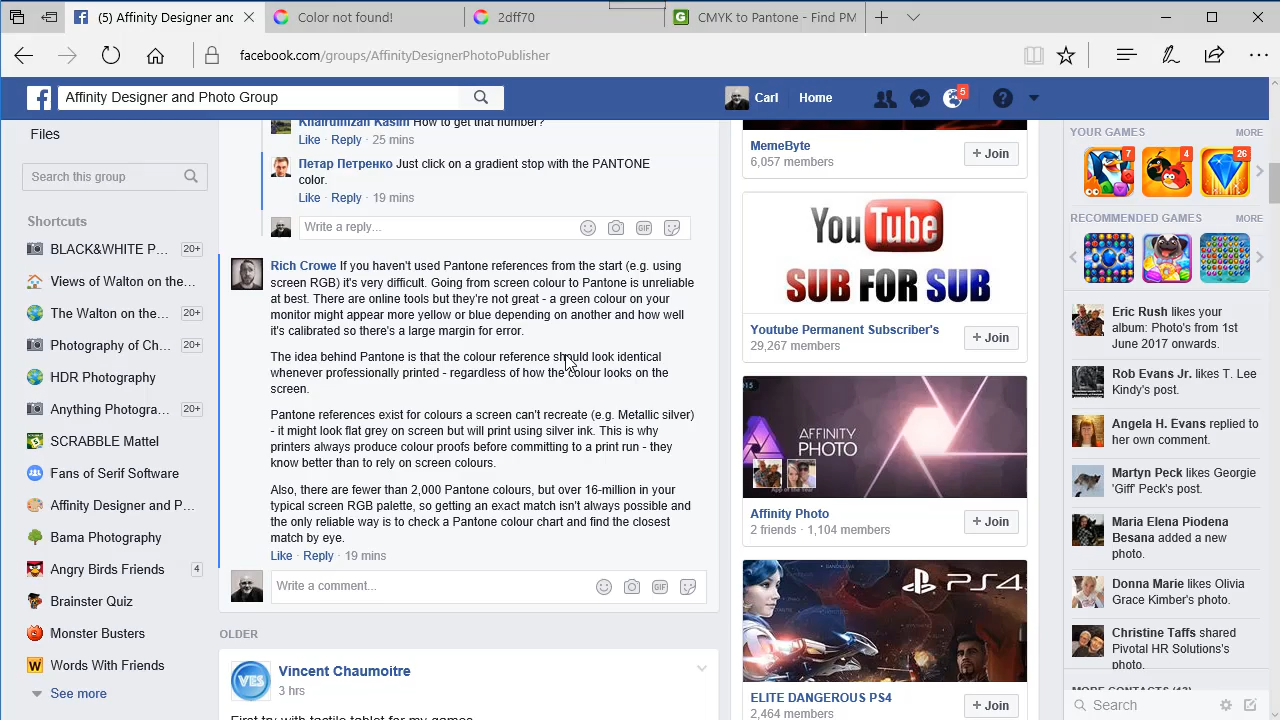 Affinity Designer and
Color not found!
2dff70
CMYK to Pantone - Find PM
facebook.com/groups/AffinityDesignerPhotoPublisher
Affinity Designer and Photo Group
Carl
Home
5
Files
Search this group
Shortcuts
BLACK&WHITE P... 20+
Views of Walton on the...
The Walton on the... 20+
Photography of Ch... 20+
HDR Photography
Anything Photogra... 20+
SCRABBLE Mattel
Fans of Serif Software
Affinity Designer and P...
Bama Photography
Angry Birds Friends 4
Brainster Quiz
Monster Busters
Words With Friends
See more
Khairulnizan Kasim How to get that number?
Like · Reply · 25 mins
Петар Петренко Just click on a gradient stop with the PANTONE
color.
Like · Reply · 19 mins
Write a reply...
GIF
Rich Crowe If you haven't used Pantone references from the start (e.g. using
screen RGB) it's very difficult. Going from screen colour to Pantone is unreliable
at best. There are online tools but they're not great - a green colour on your
monitor might appear more yellow or blue depending on another and how well
it's calibrated so there's a large margin for error.
The idea behind Pantone is that the colour reference should look identical
whenever professionally printed - regardless of how the colour looks on the
screen.
Pantone references exist for colours a screen can't recreate (e.g. Metallic silver)
- it might look flat grey on screen but will print using silver ink. This is why
printers always produce colour proofs before committing to a print run - they
know better than to rely on screen colours.
Also, there are fewer than 2,000 Pantone colours, but over 16-million in your
typical screen RGB palette, so getting an exact match isn't always possible and
the only reliable way is to check a Pantone colour chart and find the closest
match by eye.
Like · Reply · 19 mins
Write a comment...
GIF
OLDER
VES
Vincent Chaumoitre
3 hrs
First try with tactile tablet for my games
MemeByte
6,057 members
Join
YouTube
SUB FOR SUB
Youtube Permanent Subscriber's
29,267 members
Join
AFFINITY
PHOTO
Affinity Photo
2 friends · 1,104 members
Join
PS4
ELITE DANGEROUS PS4
2,464 members
Join
YOUR GAMES
MORE
7
4
26
RECOMMENDED GAMES
MORE
Eric Rush likes your
album: Photo's from 1st
June 2017 onwards.
Rob Evans Jr. likes T. Lee
Kindy's post.
Angela H. Evans replied to
her own comment.
Martyn Peck likes Georgie
'Giff' Peck's post.
Maria Elena Piodena
Besana added a new
photo.
Donna Marie likes Olivia
Grace Kimber's photo.
Christine Taffs shared
Pivotal HR Solutions's
photo.
MORE CONTACTS (13)
Search